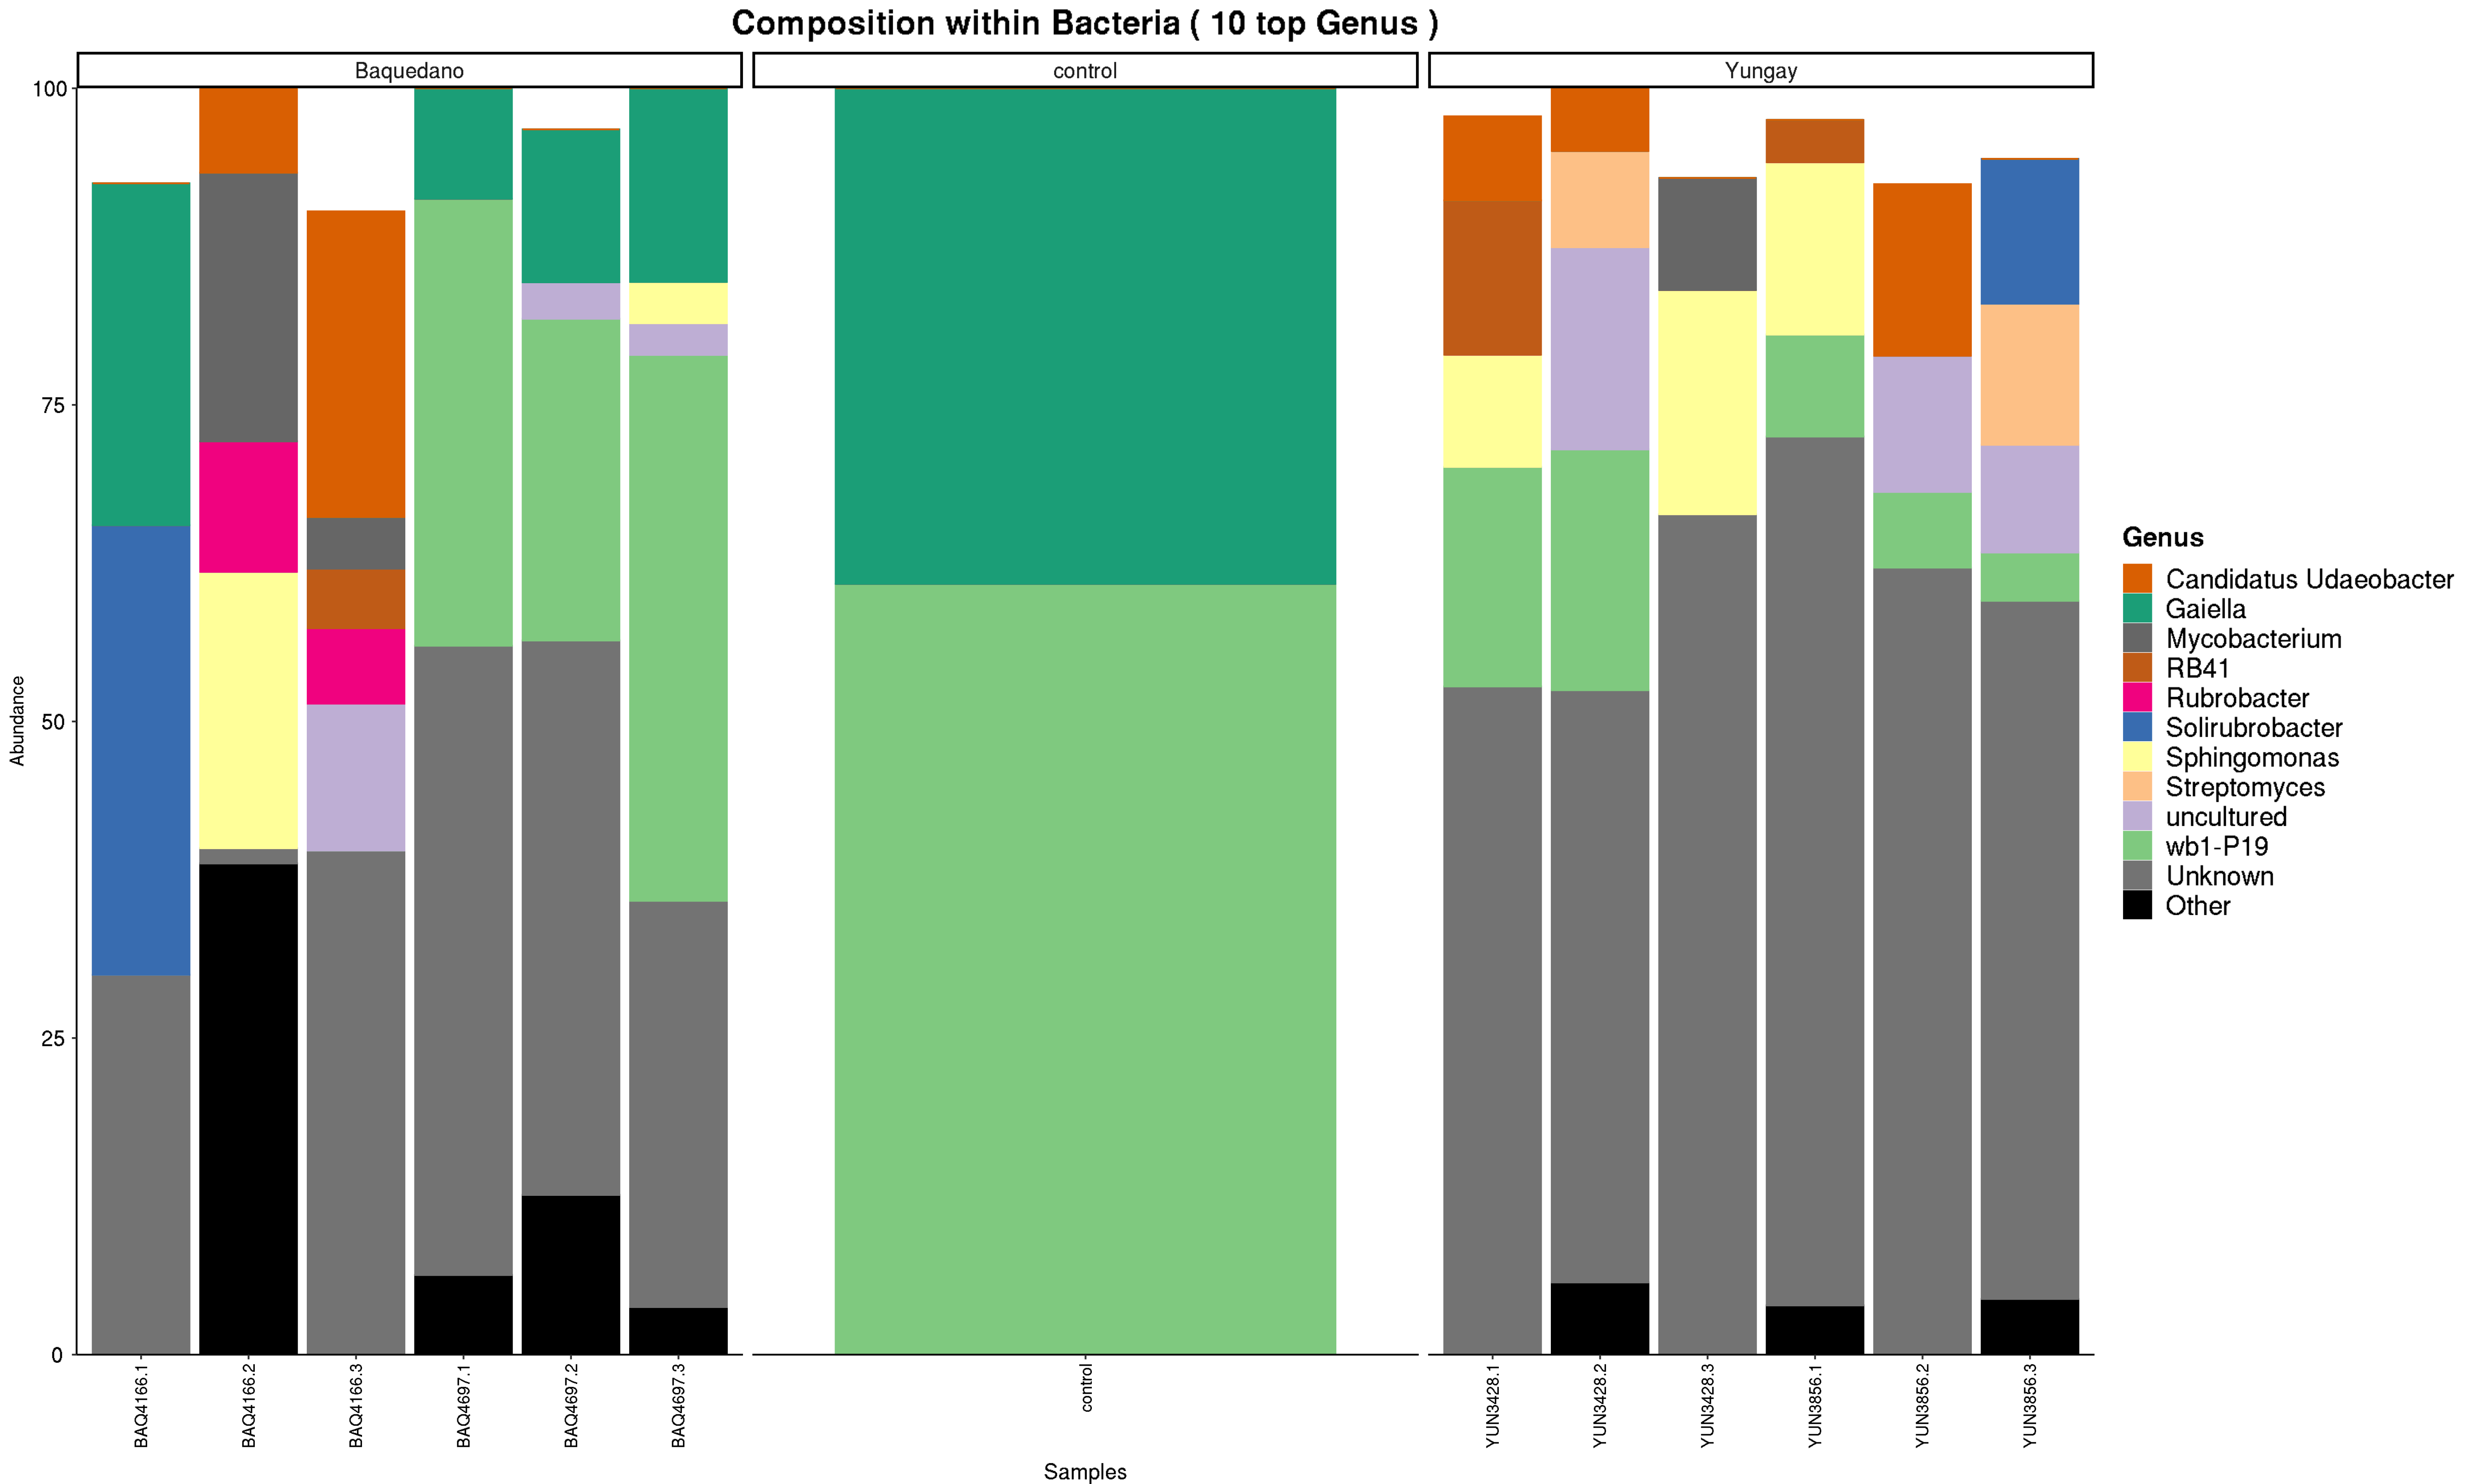 Composition within Bacteria ( 10 top Genus )
Baquedano
control
Yungay
100
75
50
25
0
Abundance
BAQ4166.1
BAQ4166.2
BAQ4166.3
BAQ4697.1
BAQ4697.2
BAQ4697.3
control
YUN3428.1
YUN3428.2
YUN3428.3
YUN3856.1
YUN3856.2
YUN3856.3
Samples
Genus
Candidatus Udaeobacter
Gaiella
Mycobacterium
RB41
Rubrobacter
Solirubrobacter
Sphingomonas
Streptomyces
uncultured
wb1-P19
Unknown
Other